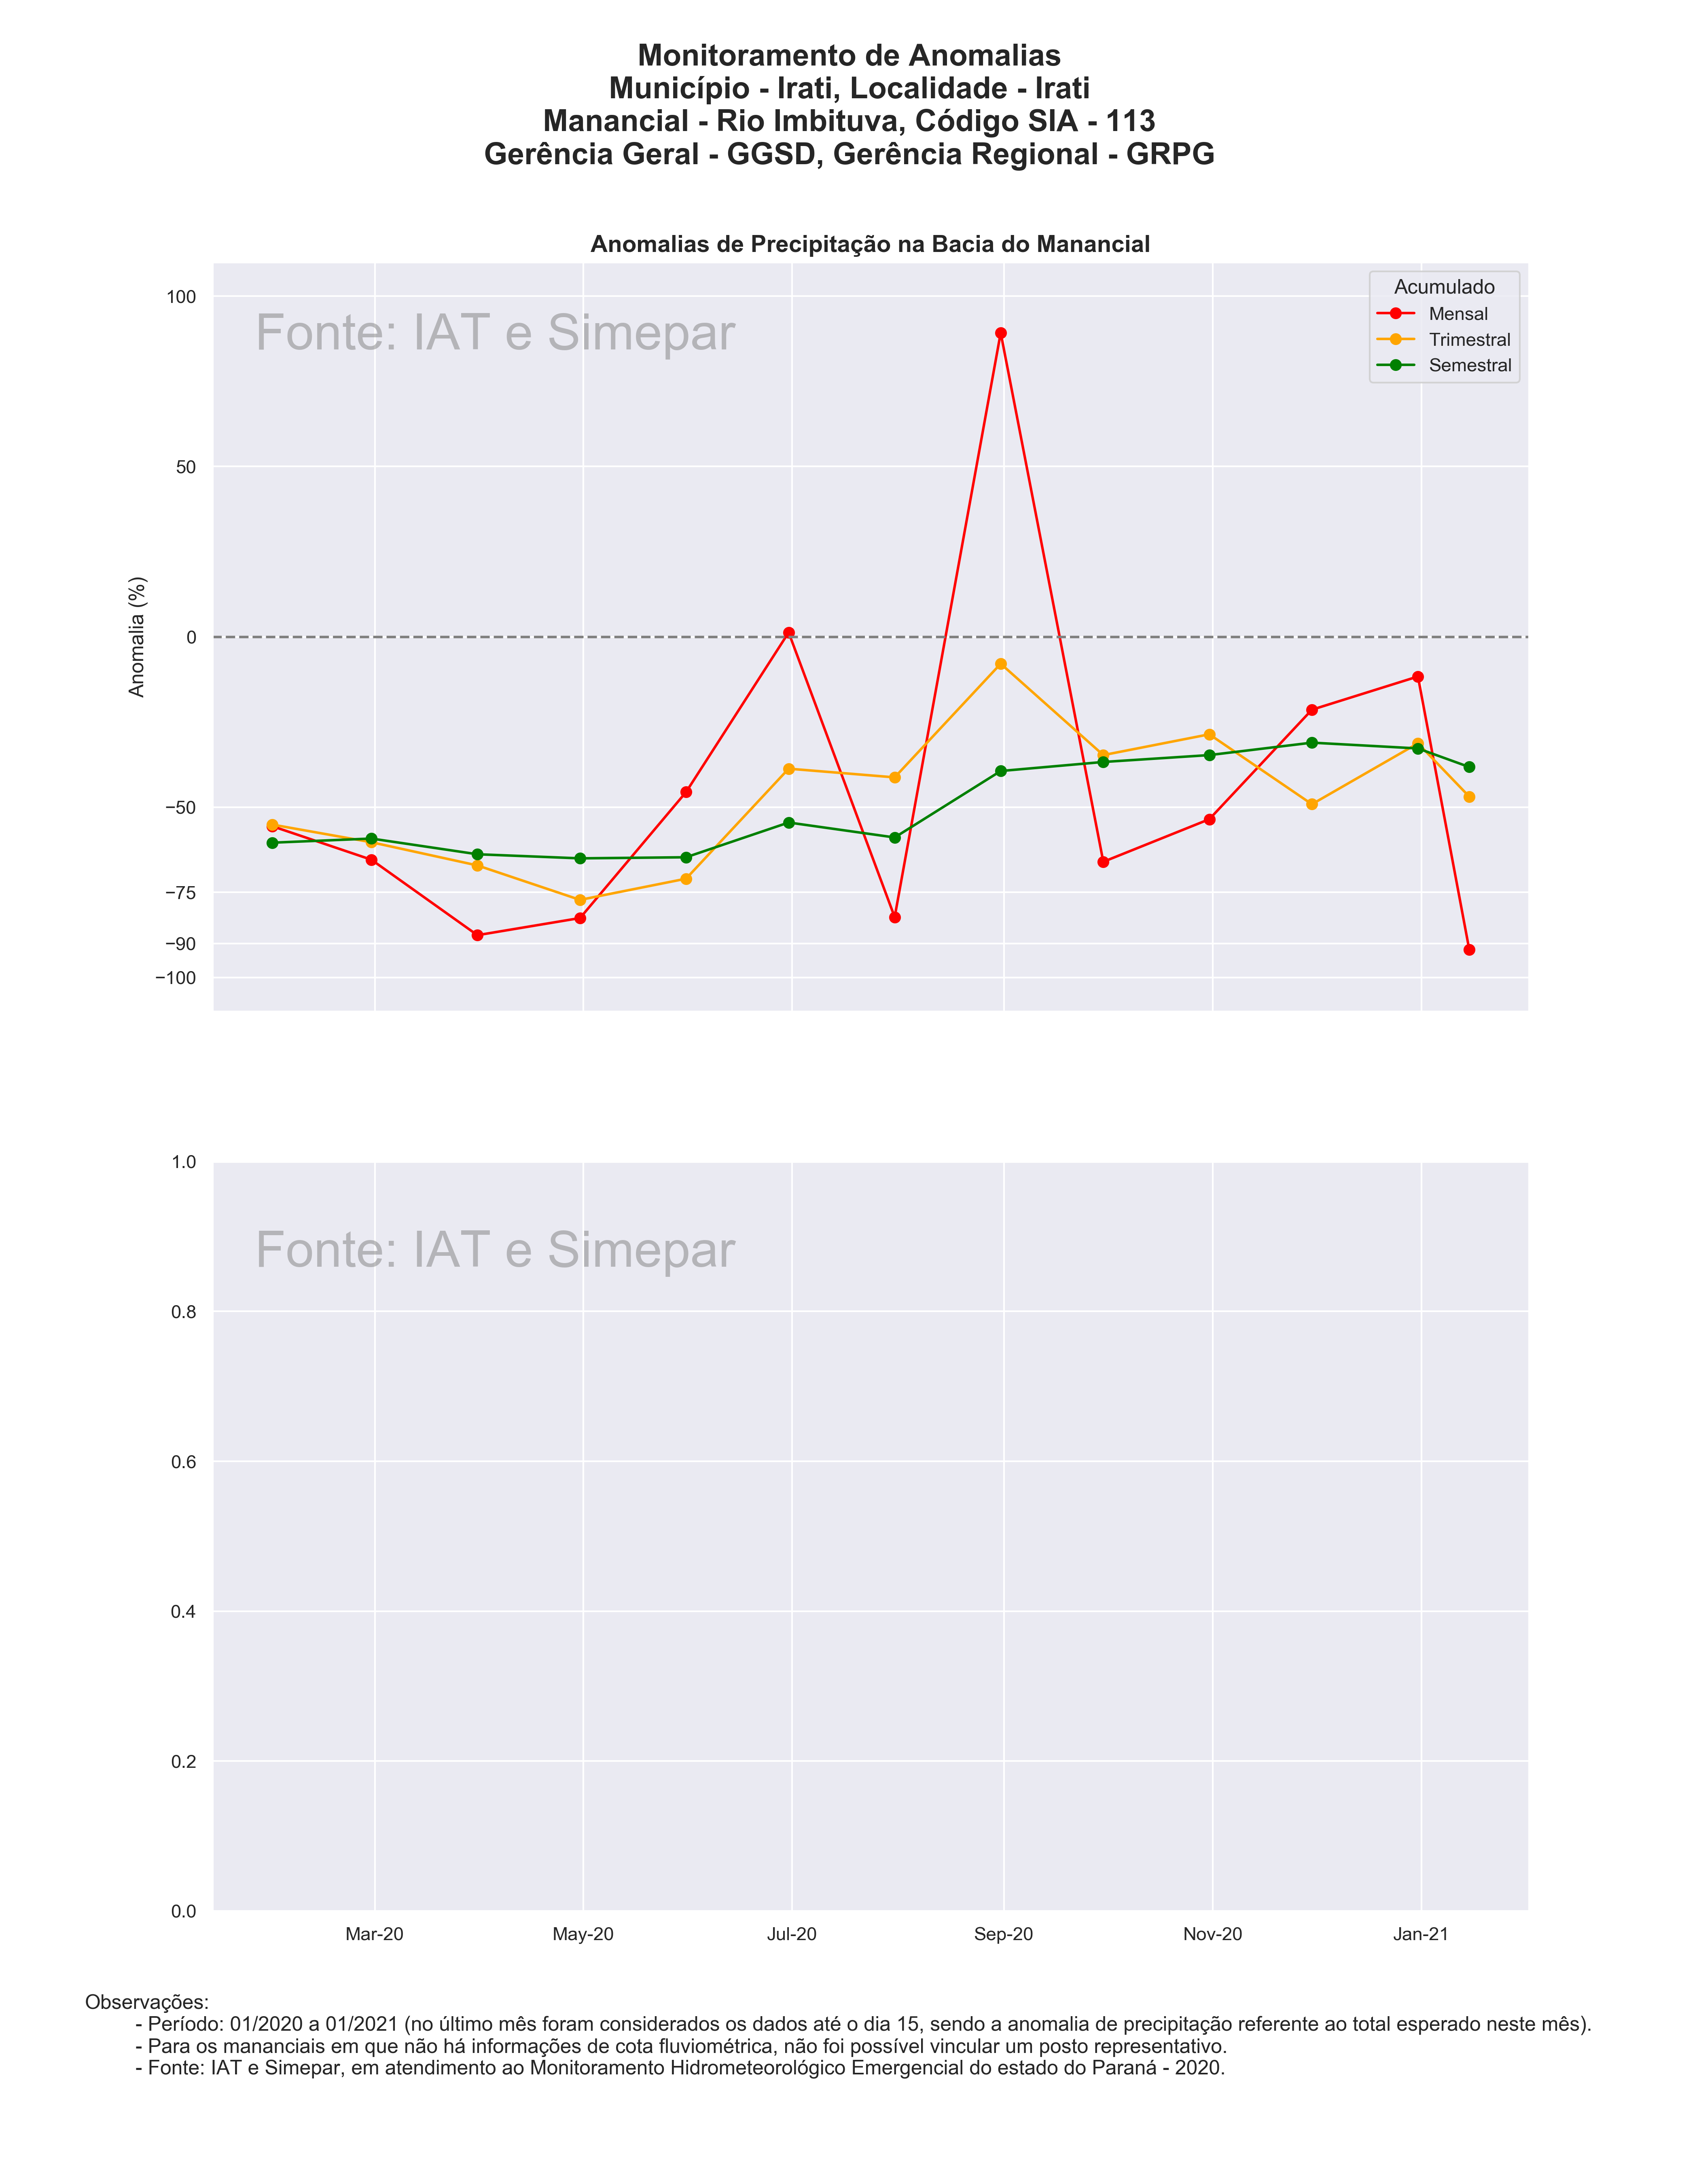 Monitoramento de Anomalias
Município - Irati, Localidade - Irati
Manancial - Rio Imbituva, Código SIA - 113
Gerência Geral - GGSD, Gerência Regional - GRPG
Anomalias de Precipitação na Bacia do Manancial
Fonte: IAT e Simepar
Acumulado
Mensal
Trimestral
Semestral
Anomalia (%)
100
50
0
−50
−75
−90
−100
Fonte: IAT e Simepar
1.0
0.8
0.6
0.4
0.2
0.0
Mar-20 May-20 Jul-20 Sep-20 Nov-20 Jan-21
Observações:
- Período: 01/2020 a 01/2021 (no último mês foram considerados os dados até o dia 15, sendo a anomalia de precipitação referente ao total esperado neste mês).
- Para os mananciais em que não há informações de cota fluviométrica, não foi possível vincular um posto representativo.
- Fonte: IAT e Simepar, em atendimento ao Monitoramento Hidrometeorológico Emergencial do estado do Paraná - 2020.